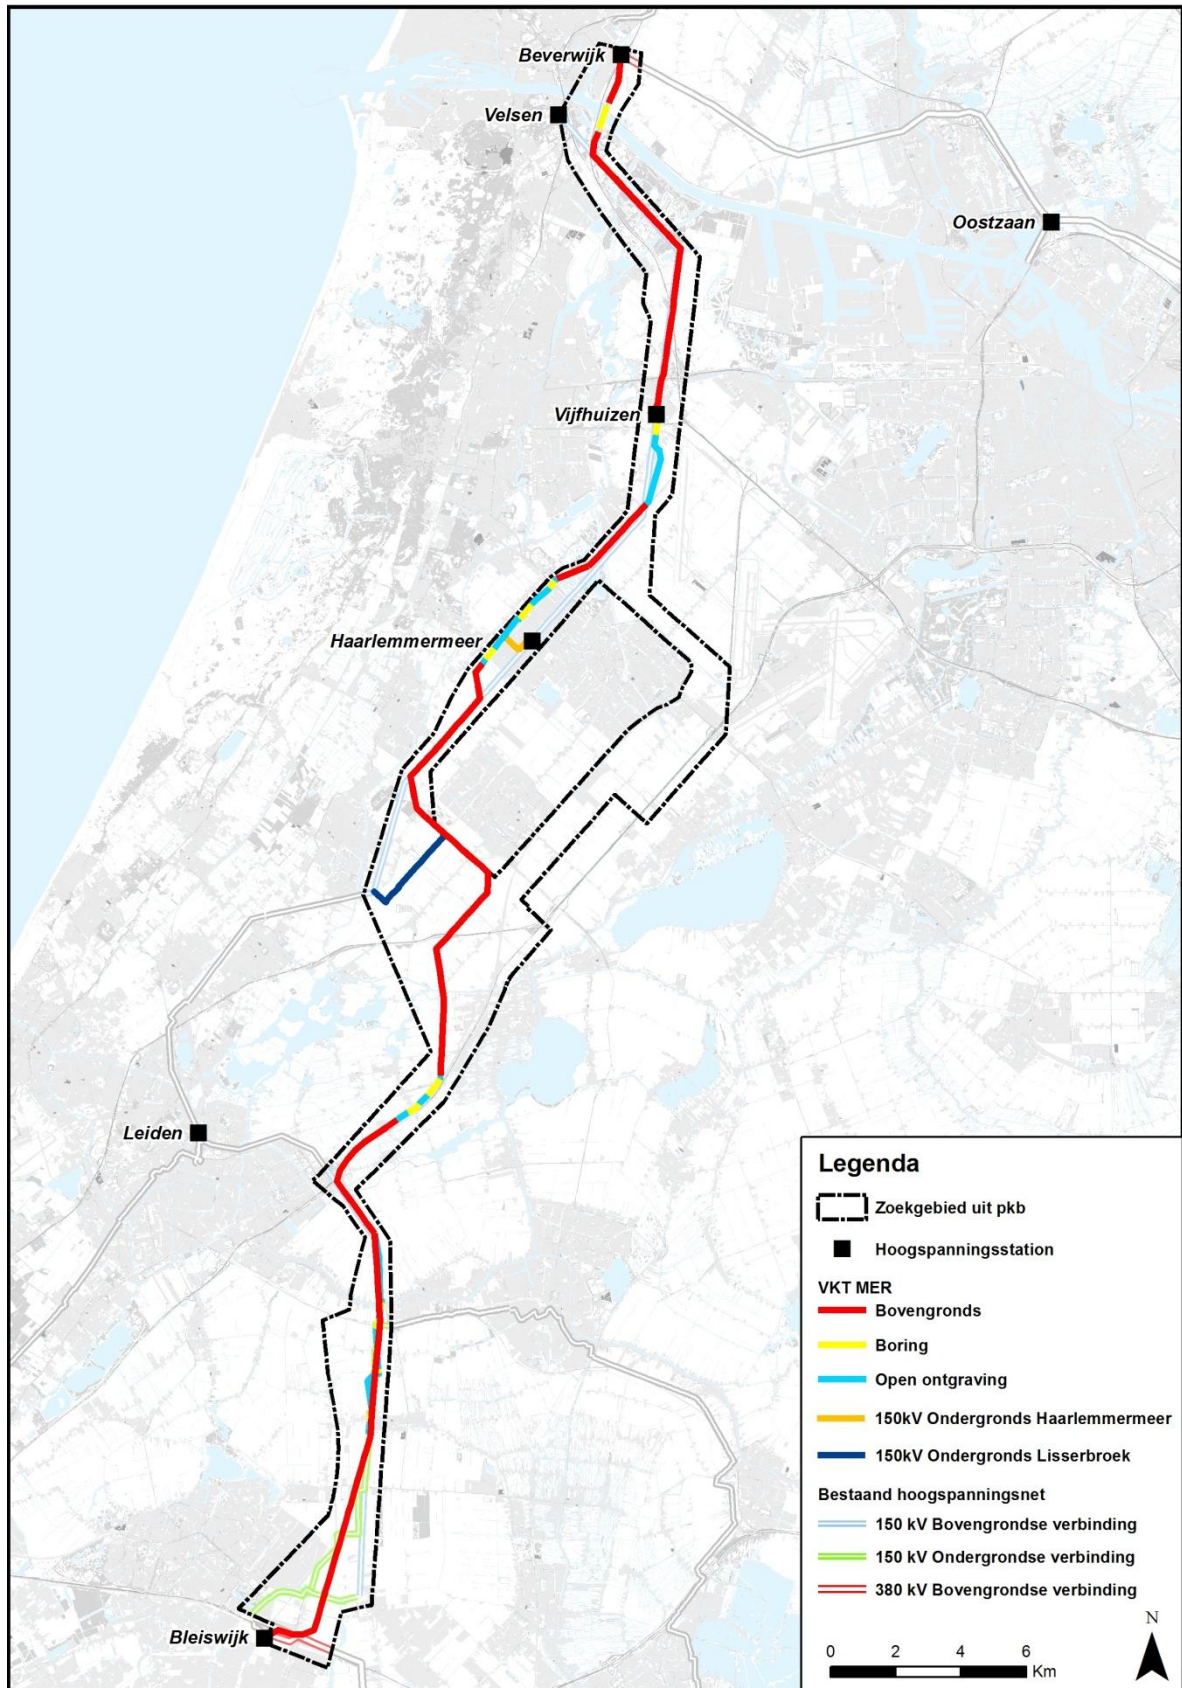 Beverwijk
Velsen
Oostzaan
Vijfhuizen
Haarlemmermeer
Leiden
Bleiswijk
Legenda
Zoekgebied uit pkb
Hoogspanningsstation
VKT MER
Bovengronds
Boring
Open ontgraving
150kV Ondergronds Haarlemmermeer
150kV Ondergronds Lisserbroek
Bestaand hoogspanningsnet
150 kV Bovengrondse verbinding
150 kV Ondergrondse verbinding
380 kV Bovengrondse verbinding
N
0 2 4 6
Km